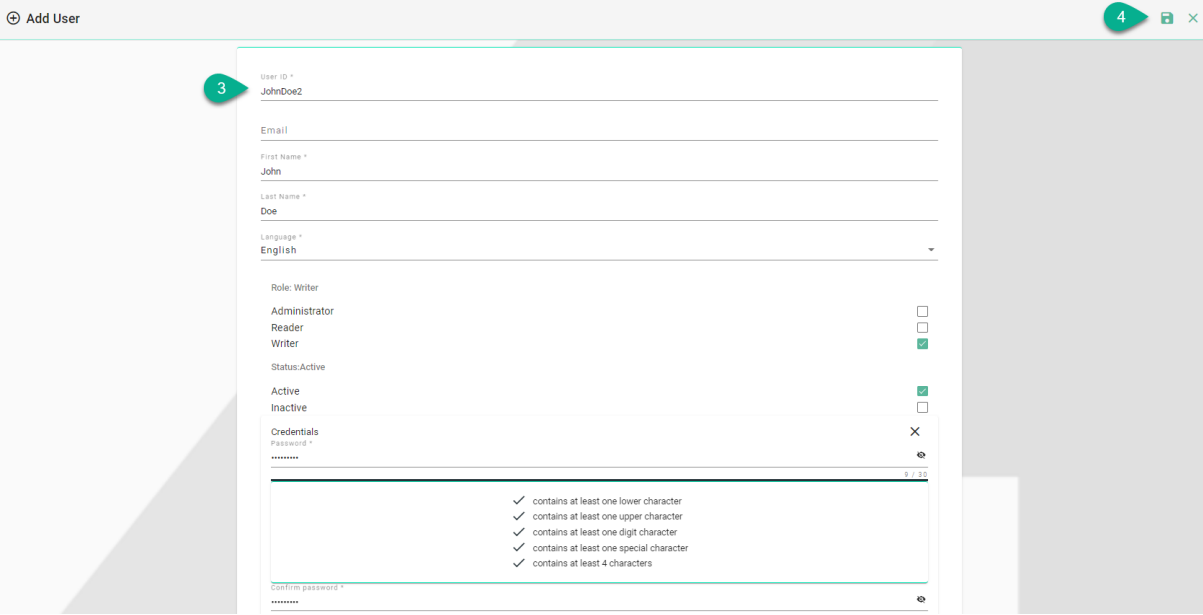 Add User
4
3
User ID *
JohnDoe2
Email
First Name *
John
Last Name *
Doe
Language *
English
Role: Writer
Administrator
Reader
Writer
Status:Active
Active
Inactive
Credentials
Password *
•••••••••
9 / 30
contains at least one lower character
contains at least one upper character
contains at least one digit character
contains at least one special character
contains at least 4 characters
Confirm password *
•••••••••